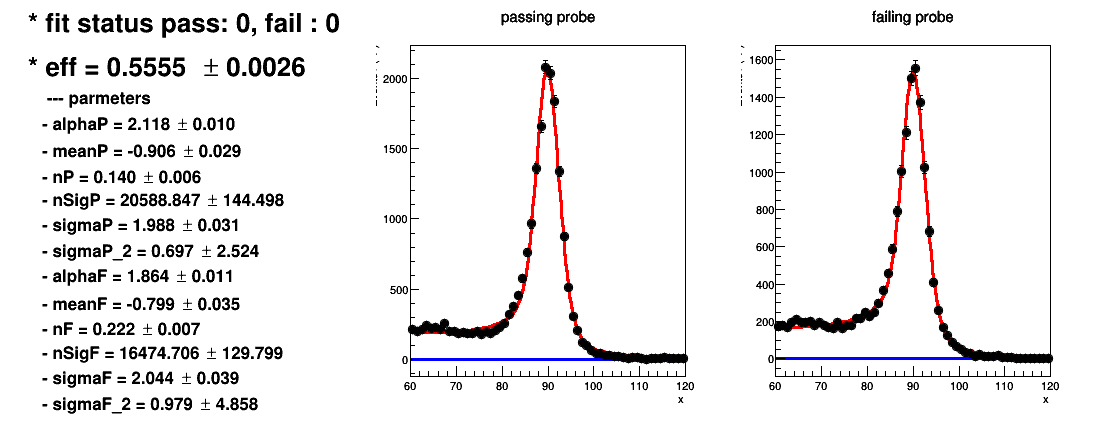 * fit status pass: 0, fail : 0
* eff = 0.5555 ± 0.0026
--- parmeters
- alphaP = 2.118 ± 0.010
- meanP = -0.906 ± 0.029
- nP = 0.140 ± 0.006
- nSigP = 20588.847 ± 144.498
- sigmaP = 1.988 ± 0.031
- sigmaP_2 = 0.697 ± 2.524
- alphaF = 1.864 ± 0.011
- meanF = -0.799 ± 0.035
- nF = 0.222 ± 0.007
- nSigF = 16474.706 ± 129.799
- sigmaF = 2.044 ± 0.039
- sigmaF_2 = 0.979 ± 4.858
passing probe
2000
1500
1000
500
0
60 70 80 90 100 110 120
x
failing probe
1600
1400
1200
1000
800
600
400
200
0
60 70 80 90 100 110 120
x